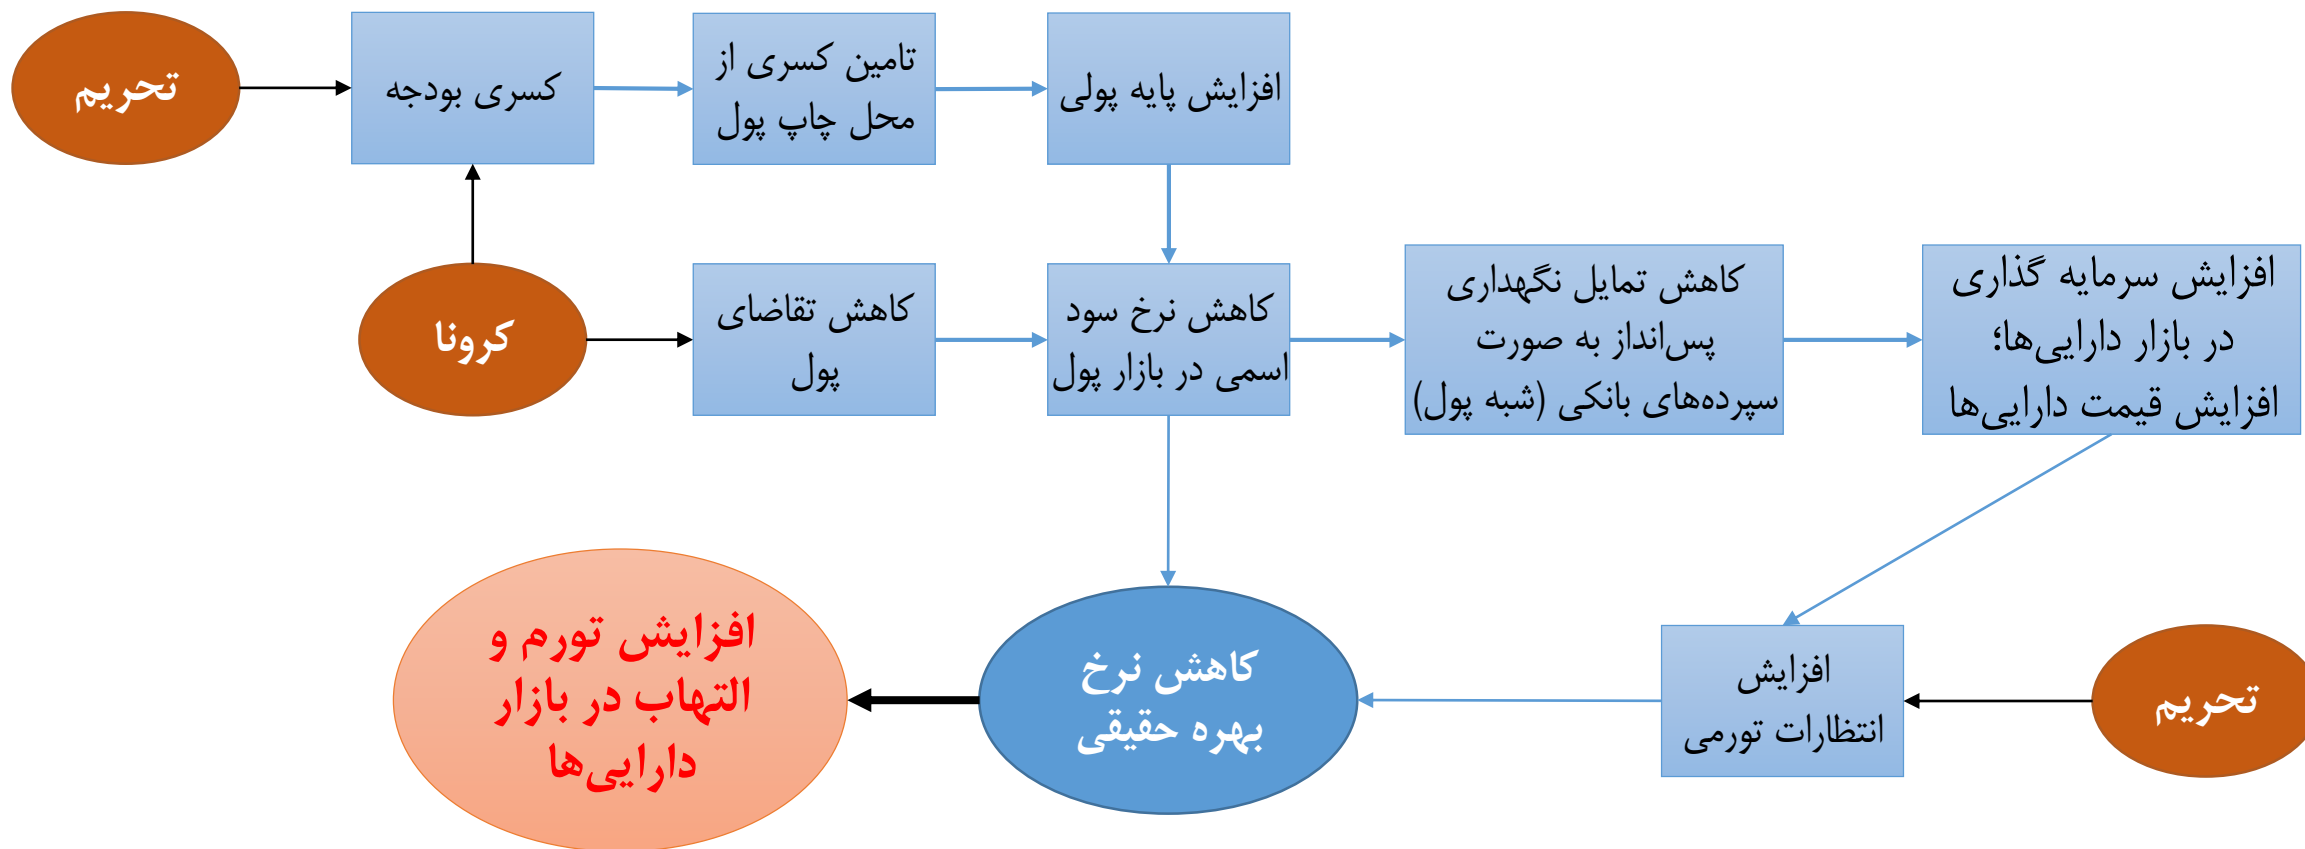 تحریم
کسری بودجه
تامین کسری از
محل چاپ پول
افزایش پایه پولی
کرونا
کاهش تقاضای
پول
کاهش نرخ سود
اسمی در بازار پول
کاهش تمایل نگهداری
پس‌انداز به صورت
سپرده‌های بانکی (شبه پول)
افزایش سرمایه گذاری
در بازار دارایی‌ها؛
افزایش قیمت دارایی‌ها
افزایش تورم و
التهاب در بازار
دارایی‌ها
کاهش نرخ
بهره حقیقی
افزایش
انتظارات تورمی
تحریم